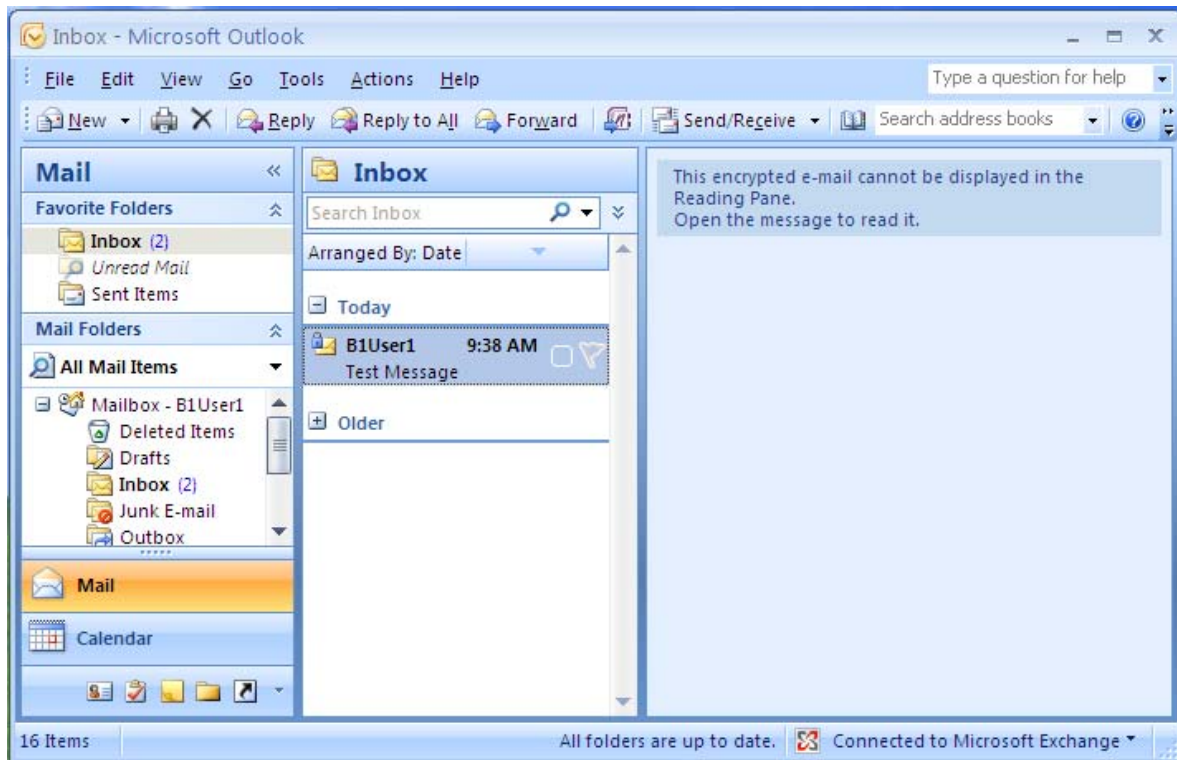 Inbox - Microsoft Outlook
File Edit View Go Tools Actions Help
Type a question for help
New Reply Reply to All Forward Send/Receive Search address books
Mail
Favorite Folders
Inbox (2)
Unread Mail
Sent Items
Mail Folders
All Mail Items
Mailbox - B1User1
Deleted Items
Drafts
Inbox (2)
Junk E-mail
Outbox
Mail
Calendar
Inbox
Search Inbox
Arranged By: Date
Today
B1User1 9:38 AM
Test Message
Older
This encrypted e-mail cannot be displayed in the
Reading Pane.
Open the message to read it.
16 Items
All folders are up to date.
Connected to Microsoft Exchange